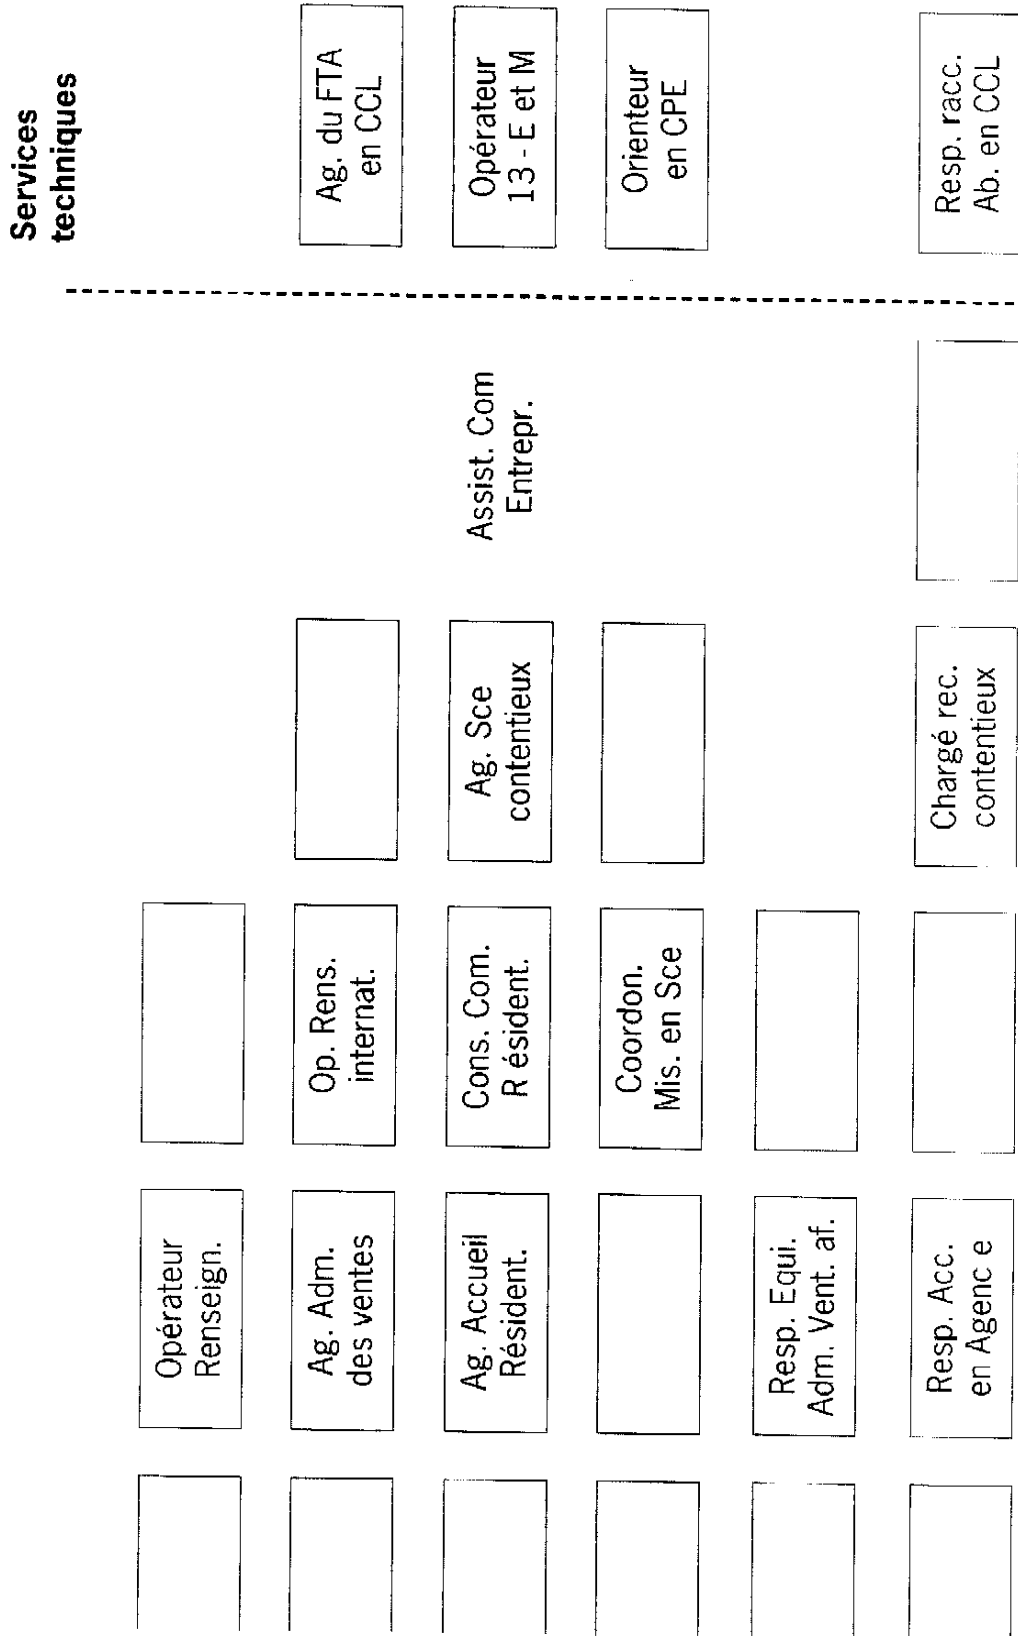 Services
techniques
Opérateur
Renseign.
Ag. Adm.
des ventes
Op. Rens.
internat.
Ag. du FTA
en CCL
Ag. Accueil
Résident.
Cons. Com.
R ésident.
Ag. Sce
contentieux
Assist. Com
Entrepr.
Opérateur
13 - E et M
Coordon.
Mis. en Sce
Orienteur
en CPE
Resp. Equi.
Adm. Vent. af.
Resp. Acc.
en Agenc e
Chargé rec.
contentieux
Resp. racc.
Ab. en CCL